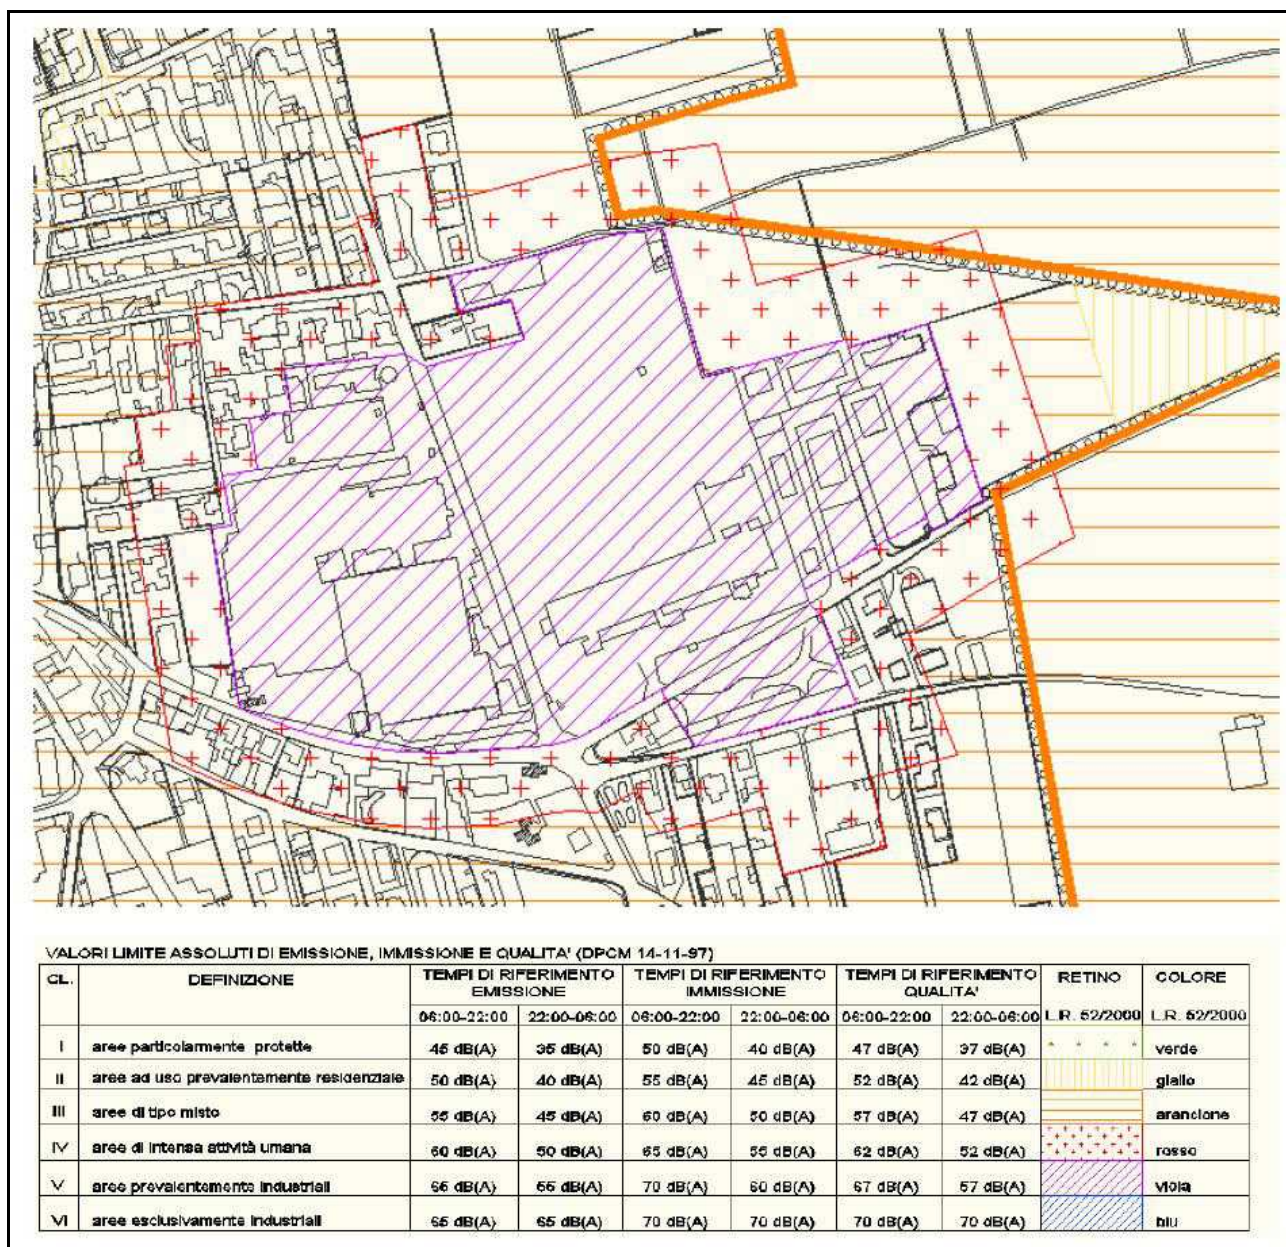 VALORI LIMITE ASSOLUTI DI EMISSIONE, IMMISSIONE E QUALITA' (DPCM 14-11-97)
CL. DEFINIZIONE TEMPI DI RIFERIMENTO EMISSIONE TEMPI DI RIFERIMENTO IMMISSIONE TEMPI DI RIFERIMENTO QUALITA' RETINO COLORE
06:00-22:00 22:00-06:00 06:00-22:00 22:00-06:00 06:00-22:00 22:00-06:00 L.R. 52/2000 L.R. 52/2000
I aree particolarmente protette 45 dB(A) 35 dB(A) 50 dB(A) 40 dB(A) 47 dB(A) 37 dB(A) verde
II aree ad uso prevalentemente residenziale 50 dB(A) 40 dB(A) 55 dB(A) 45 dB(A) 52 dB(A) 42 dB(A) giallo
III aree di tipo misto 55 dB(A) 45 dB(A) 60 dB(A) 50 dB(A) 57 dB(A) 47 dB(A) arancione
IV aree di intensa attività umana 60 dB(A) 50 dB(A) 65 dB(A) 55 dB(A) 62 dB(A) 52 dB(A) rosso
V aree prevalentemente industriali 65 dB(A) 55 dB(A) 70 dB(A) 60 dB(A) 67 dB(A) 57 dB(A) viola
VI aree esclusivamente industriali 65 dB(A) 65 dB(A) 70 dB(A) 70 dB(A) 70 dB(A) 70 dB(A) blu